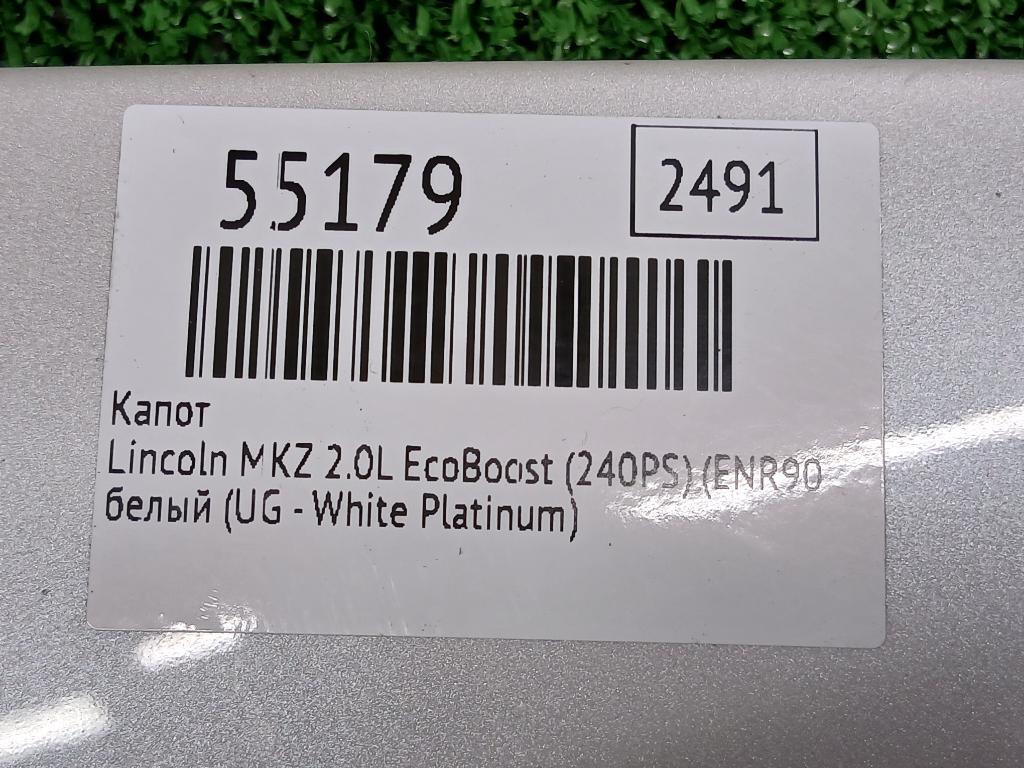 55179
2491
Капот
Lincoln MKZ 2.0L EcoBoost (240PS) (ENR90
белый (UG - White Platinum)